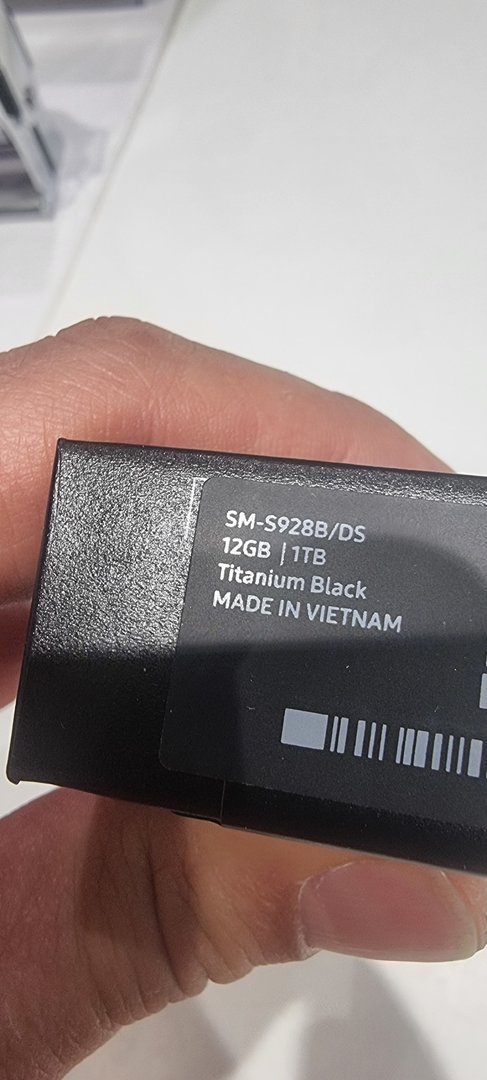 SM-S928B/DS
12GB | 1TB
Titanium Black
MADE IN VIETNAM